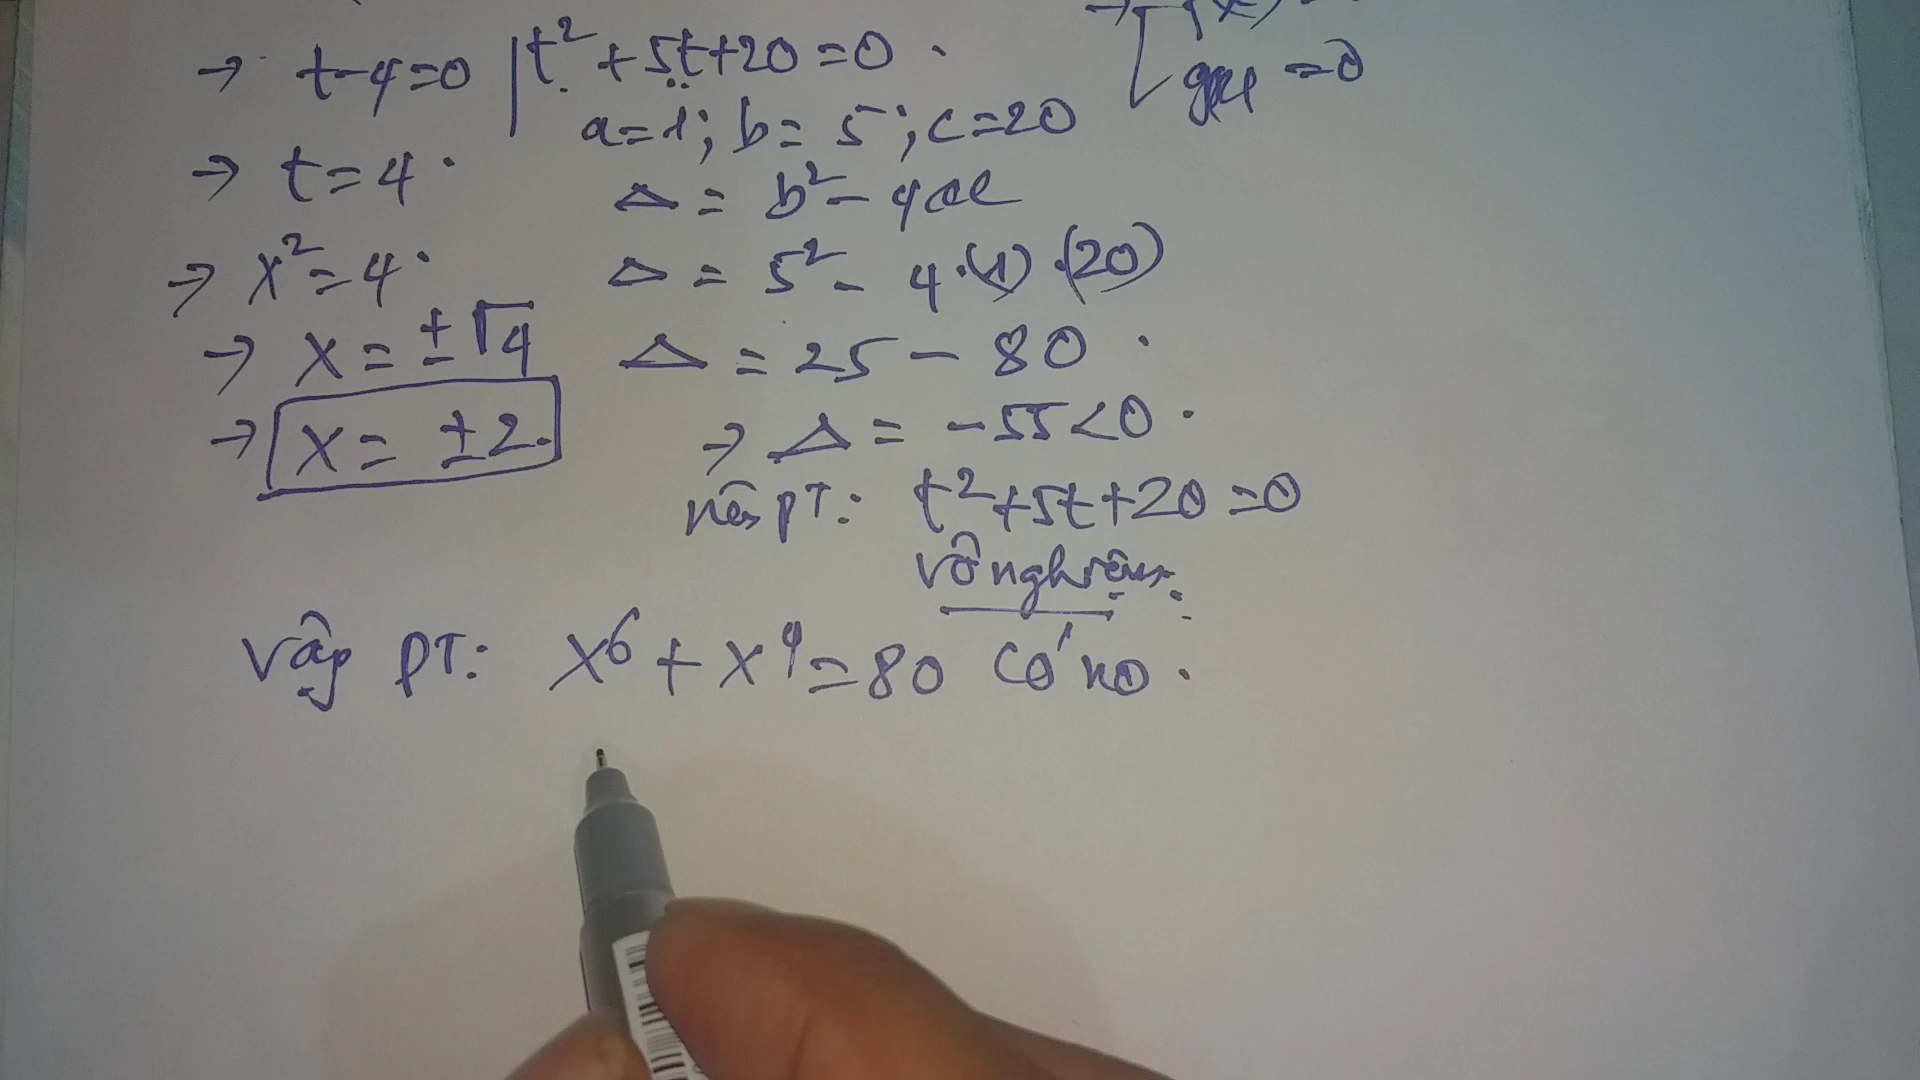 → t-4=0 | t²+5t+20=0.
g(x)=0
a=1; b=5; c=20
→ t=4.
Δ = b²-4ac
→ x²=4.
Δ = 5²-4.(1).(20)
→ x=±√4
Δ = 25-80.
→ x= ±2.
→ Δ = -55<0.
nên PT: t²+5t+20=0
vô nghiệm.
Vậy PT: x⁶+x⁴=80 có no.